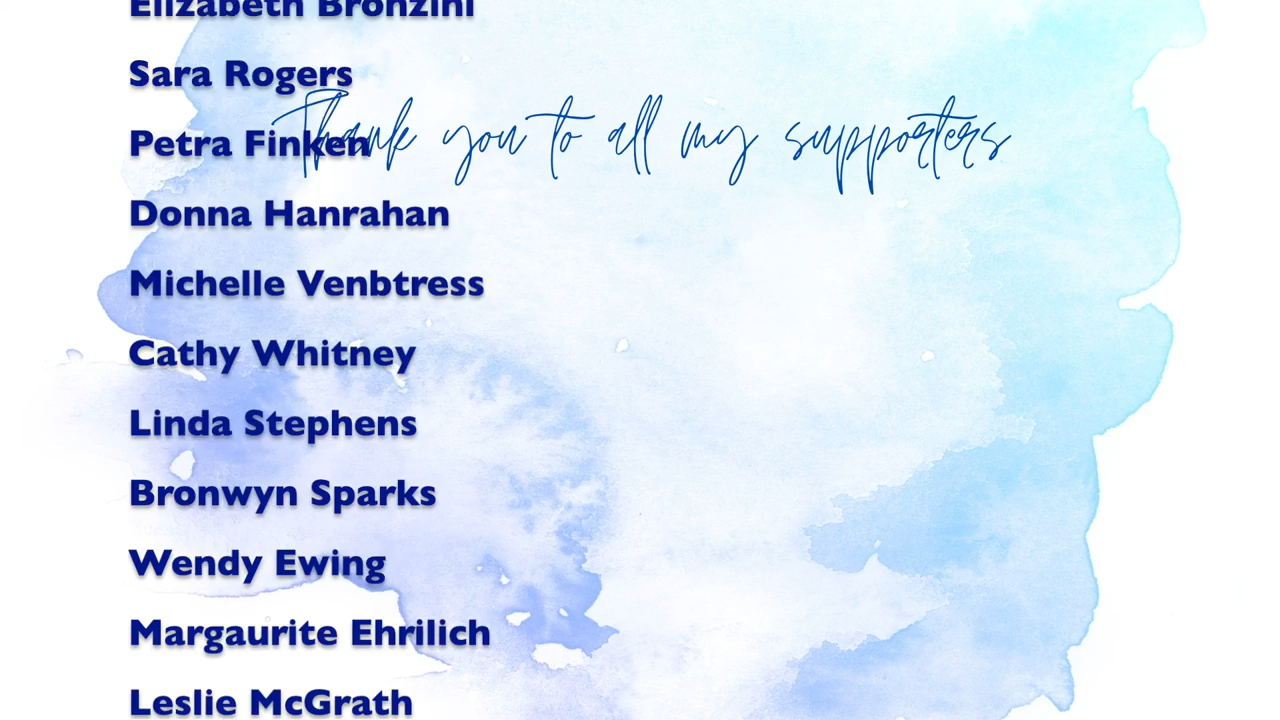 Elizabeth Bronzini
Sara Rogers
Thank you to all my supporters
Petra Finken
Donna Hanrahan
Michelle Venbtress
Cathy Whitney
Linda Stephens
Bronwyn Sparks
Wendy Ewing
Margaurite Ehrilich
Leslie McGrath